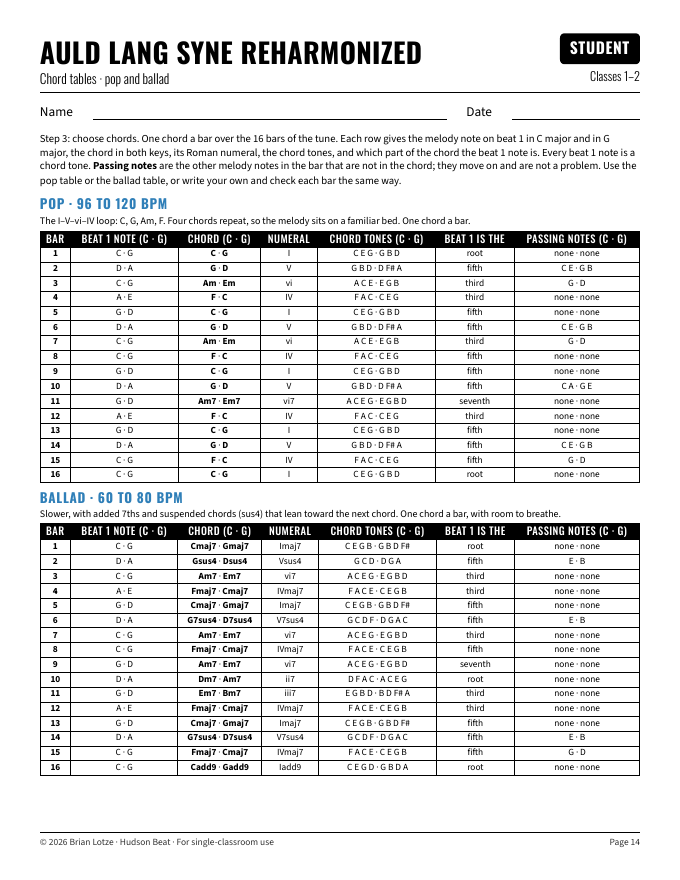 AULD LANG SYNE REHARMONIZED
STUDENT
Chord tables · pop and ballad
Classes 1–2
Name
Date
Step 3: choose chords. One chord a bar over the 16 bars of the tune. Each row gives the melody note on beat 1 in C major and in G
major, the chord in both keys, its Roman numeral, the chord tones, and which part of the chord the beat 1 note is. Every beat 1 note is a
chord tone. Passing notes are the other melody notes in the bar that are not in the chord; they move on and are not a problem. Use the
pop table or the ballad table, or write your own and check each bar the same way.
POP · 96 TO 120 BPM
The I–V–vi–IV loop: C, G, Am, F. Four chords repeat, so the melody sits on a familiar bed. One chord a bar.
BAR BEAT 1 NOTE (C · G) CHORD (C · G) NUMERAL CHORD TONES (C · G) BEAT 1 IS THE PASSING NOTES (C · G)
1 C · G C · G I C E G · G B D root none · none
2 D · A G · D V G B D · D F# A fifth C E · G B
3 C · G Am · Em vi A C E · E G B third G · D
4 A · E F · C IV F A C · C E G third none · none
5 G · D C · G I C E G · G B D fifth none · none
6 D · A G · D V G B D · D F# A fifth C E · G B
7 C · G Am · Em vi A C E · E G B third G · D
8 C · G F · C IV F A C · C E G fifth none · none
9 G · D C · G I C E G · G B D fifth none · none
10 D · A G · D V G B D · D F# A fifth C A · G E
11 G · D Am7 · Em7 vi7 A C E G · E G B D seventh none · none
12 A · E F · C IV F A C · C E G third none · none
13 G · D C · G I C E G · G B D fifth none · none
14 D · A G · D V G B D · D F# A fifth C E · G B
15 C · G F · C IV F A C · C E G fifth G · D
16 C · G C · G I C E G · G B D root none · none
BALLAD · 60 TO 80 BPM
Slower, with added 7ths and suspended chords (sus4) that lean toward the next chord. One chord a bar, with room to breathe.
BAR BEAT 1 NOTE (C · G) CHORD (C · G) NUMERAL CHORD TONES (C · G) BEAT 1 IS THE PASSING NOTES (C · G)
1 C · G Cmaj7 · Gmaj7 Imaj7 C E G B · G B D F# root none · none
2 D · A Gsus4 · Dsus4 Vsus4 G C D · D G A fifth E · B
3 C · G Am7 · Em7 vi7 A C E G · E G B D third none · none
4 A · E Fmaj7 · Cmaj7 IVmaj7 F A C E · C E G B third none · none
5 G · D Cmaj7 · Gmaj7 Imaj7 C E G B · G B D F# fifth none · none
6 D · A G7sus4 · D7sus4 V7sus4 G C D F · D G A C fifth E · B
7 C · G Am7 · Em7 vi7 A C E G · E G B D third none · none
8 C · G Fmaj7 · Cmaj7 IVmaj7 F A C E · C E G B fifth none · none
9 G · D Am7 · Em7 vi7 A C E G · E G B D seventh none · none
10 D · A Dm7 · Am7 ii7 D F A C · A C E G root none · none
11 G · D Em7 · Bm7 iii7 E G B D · B D F# A third none · none
12 A · E Fmaj7 · Cmaj7 IVmaj7 F A C E · C E G B third none · none
13 G · D Cmaj7 · Gmaj7 Imaj7 C E G B · G B D F# fifth none · none
14 D · A G7sus4 · D7sus4 V7sus4 G C D F · D G A C fifth E · B
15 C · G Fmaj7 · Cmaj7 IVmaj7 F A C E · C E G B fifth G · D
16 C · G Cadd9 · Gadd9 Iadd9 C E G D · G B D A root none · none
© 2026 Brian Lotze · Hudson Beat · For single-classroom use
Page 14